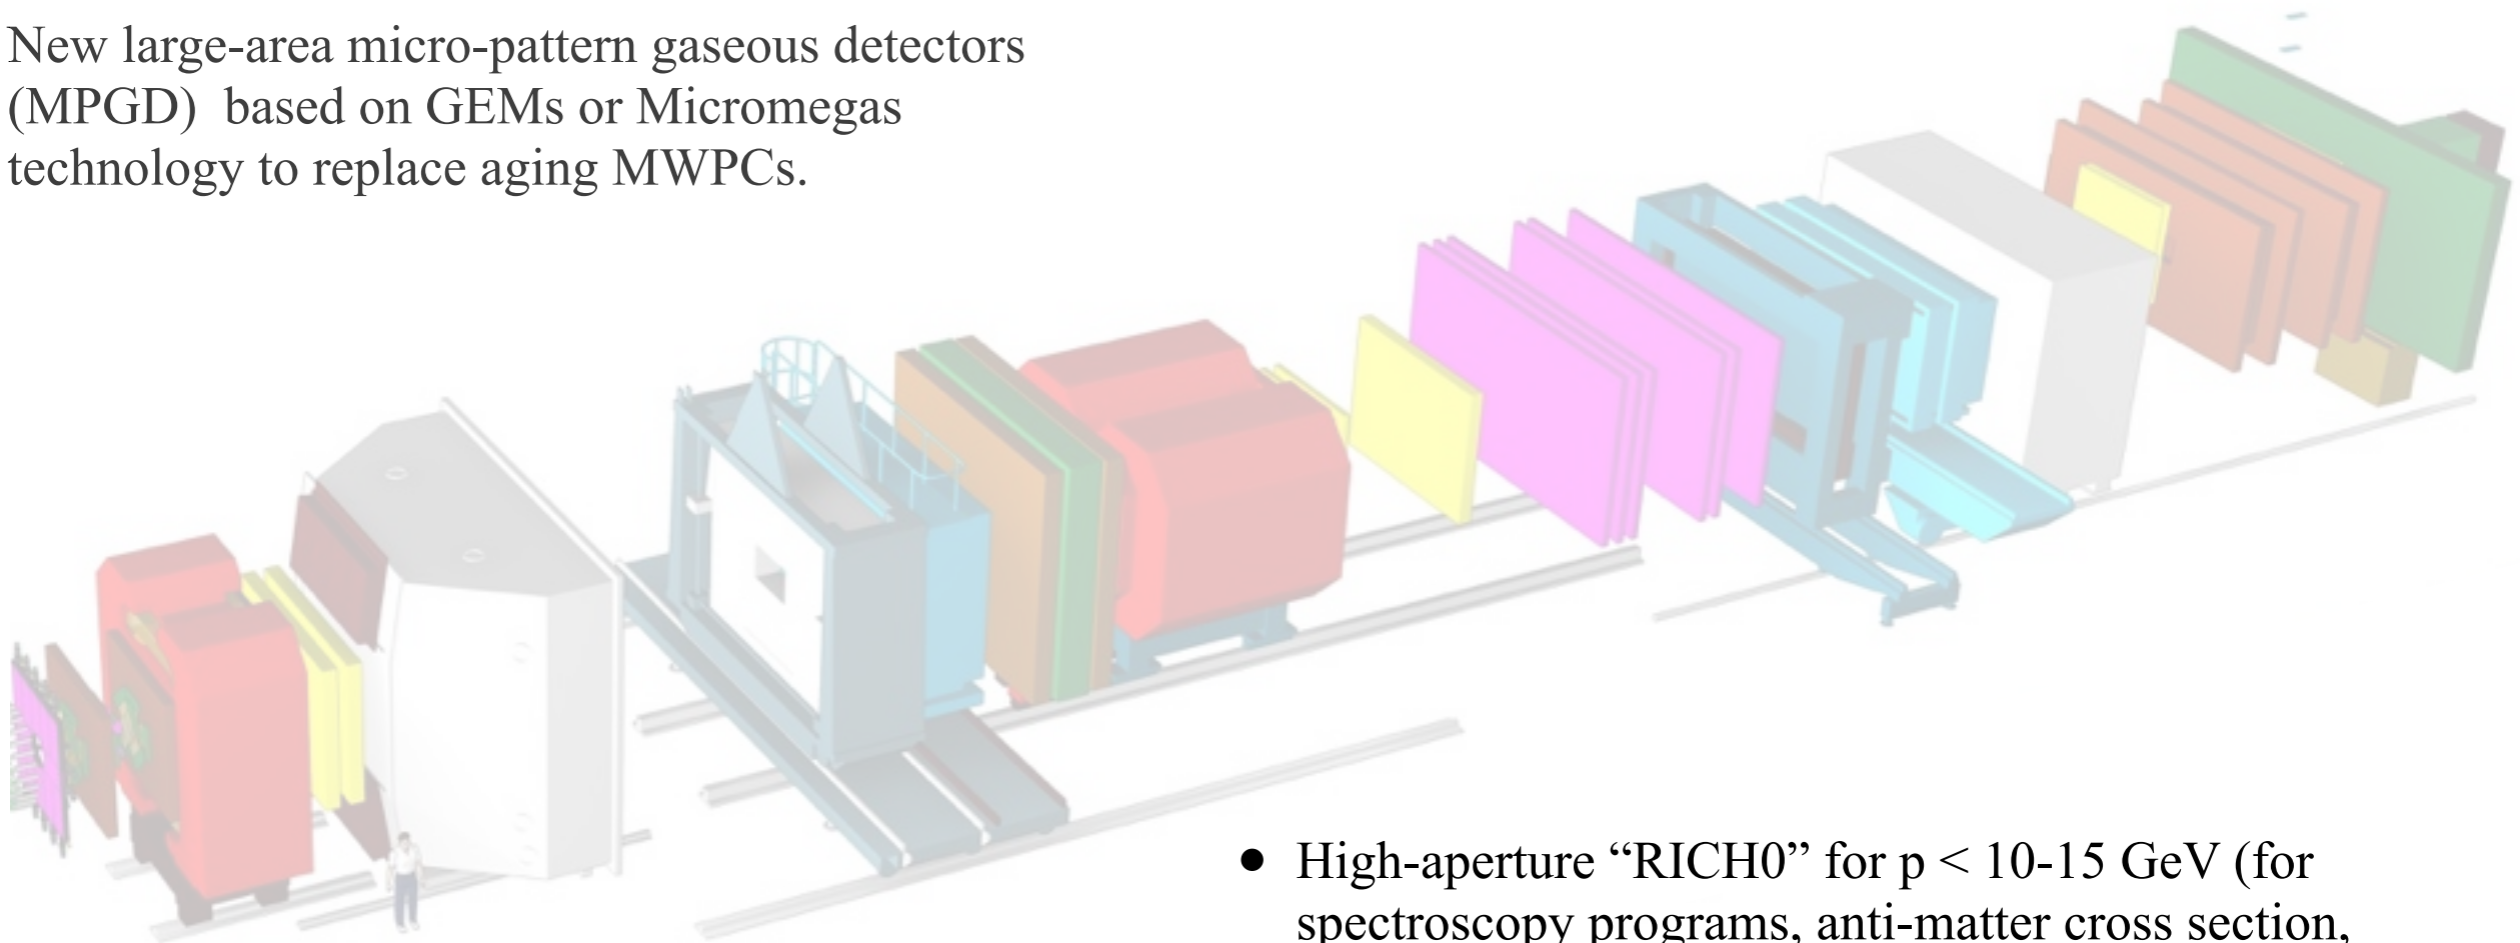 New large-area micro-pattern gaseous detectors
(MPGD)  based on GEMs or Micromegas
technology to replace aging MWPCs.
● High-aperture “RICH0” for p < 10-15 GeV (for
spectroscopy programs, anti-matter cross section,